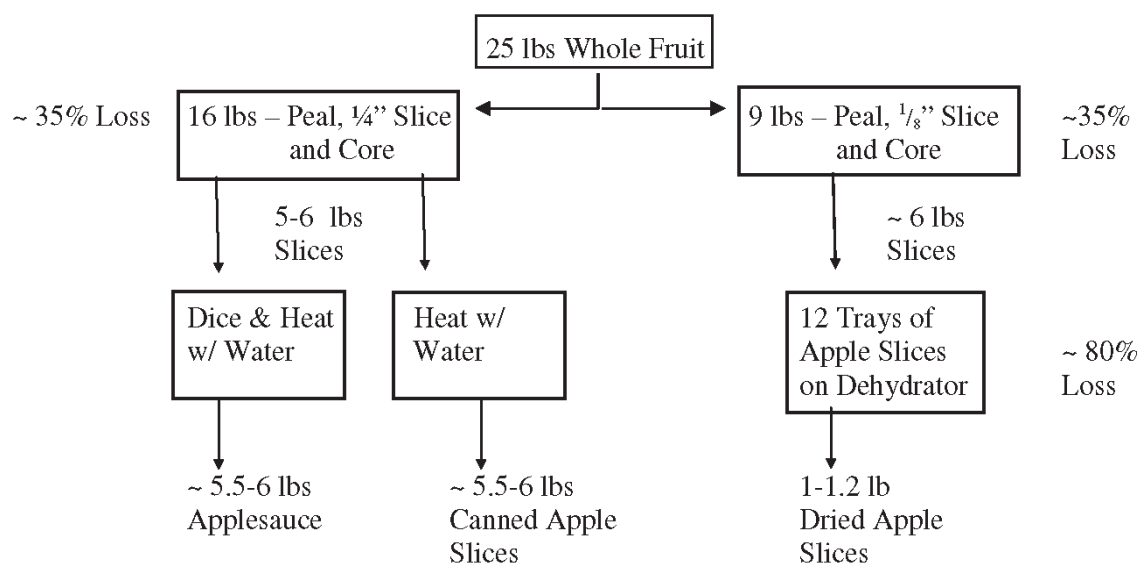 25 lbs Whole Fruit
~ 35% Loss
16 lbs – Peal, ¼” Slice
and Core
9 lbs – Peal, ⅛” Slice
and Core
~35%
Loss
5-6 lbs
Slices
~ 6 lbs
Slices
Dice & Heat
w/ Water
Heat w/
Water
12 Trays of
Apple Slices
on Dehydrator
~ 80%
Loss
~ 5.5-6 lbs
Applesauce
~ 5.5-6 lbs
Canned Apple
Slices
1-1.2 lb
Dried Apple
Slices